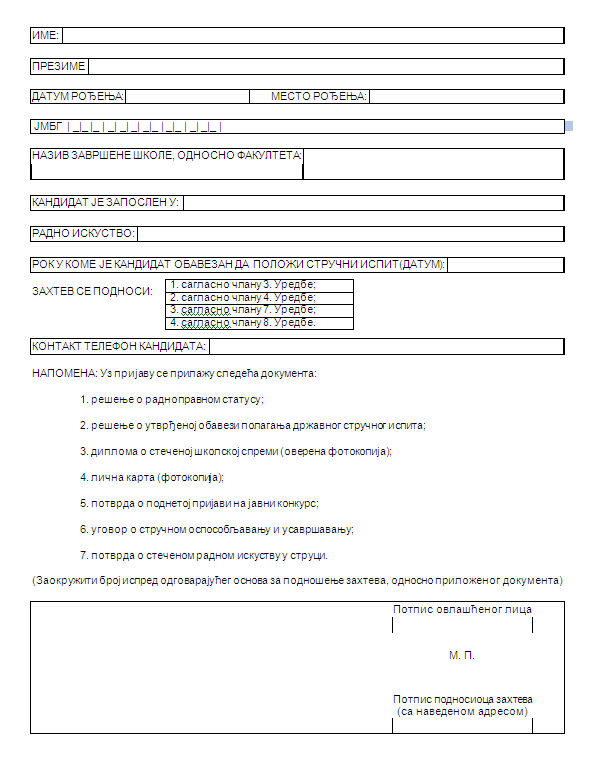 ИМЕ:
ПРЕЗИМЕ
ДАТУМ РОЂЕЊА: МЕСТО РОЂЕЊА:
ЈМБГ |_|_|_|_|_|_|_|_|_|_|_|_|_|
НАЗИВ ЗАВРШЕНЕ ШКОЛЕ, ОДНОСНО ФАКУЛТЕТА:
КАНДИДАТ ЈЕ ЗАПОСЛЕН У:
РАДНО ИСКУСТВО:
РОК У КОМЕ ЈЕ КАНДИДАТ ОБАВЕЗАН ДА ПОЛОЖИ СТРУЧНИ ИСПИТ(ДАТУМ):
ЗАХТЕВ СЕ ПОДНОСИ:
1. сагласно члану 3. Уредбе;
2. сагласно члану 4. Уредбе;
3. сагласно члану 7. Уредбе;
4. сагласно члану 8. Уредбе.
КОНТАКТ ТЕЛЕФОН КАНДИДАТА:
НАПОМЕНА: Уз пријаву се прилажу следећа документа:
1. решење о радноправном статусу;
2. решење о утврђеној обавези полагања државног стручног испита;
3. диплома о стеченој школској спреми (оверена фотокопија);
4. лична карта (фотокопија);
5. потврда о поднетој пријави на јавни конкурс;
6. уговор о стручном оспособљавању и усавршавању;
7. потврда о стеченом радном искуству у струци.
(Заокружити број испред одговарајућег основа за подношење захтева, односно приложеног документа)
Потпис овлашћеног лица
М. П.
Потпис подносиоца захтева
(са наведеном адресом)